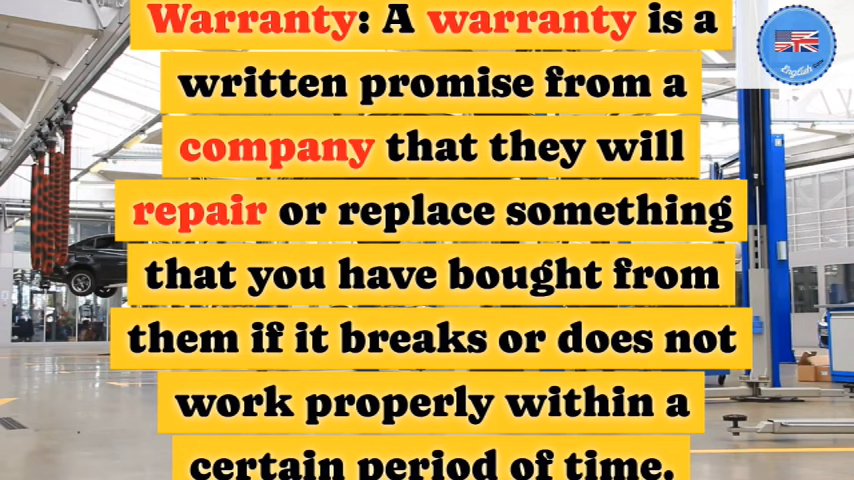 Warranty: A warranty is a
written promise from a
company that they will
repair or replace something
that you have bought from
them if it breaks or does not
work properly within a
certain period of time.
English